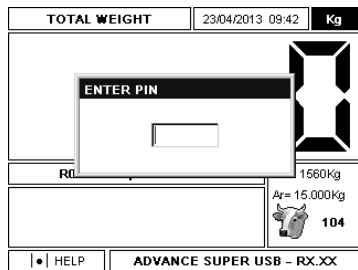 TOTAL WEIGHT 23/04/2013 09:42 Kg
0
ENTER PIN
1560Kg
Ar= 15.000Kg
104
|•| HELP ADVANCE SUPER USB – RX.XX